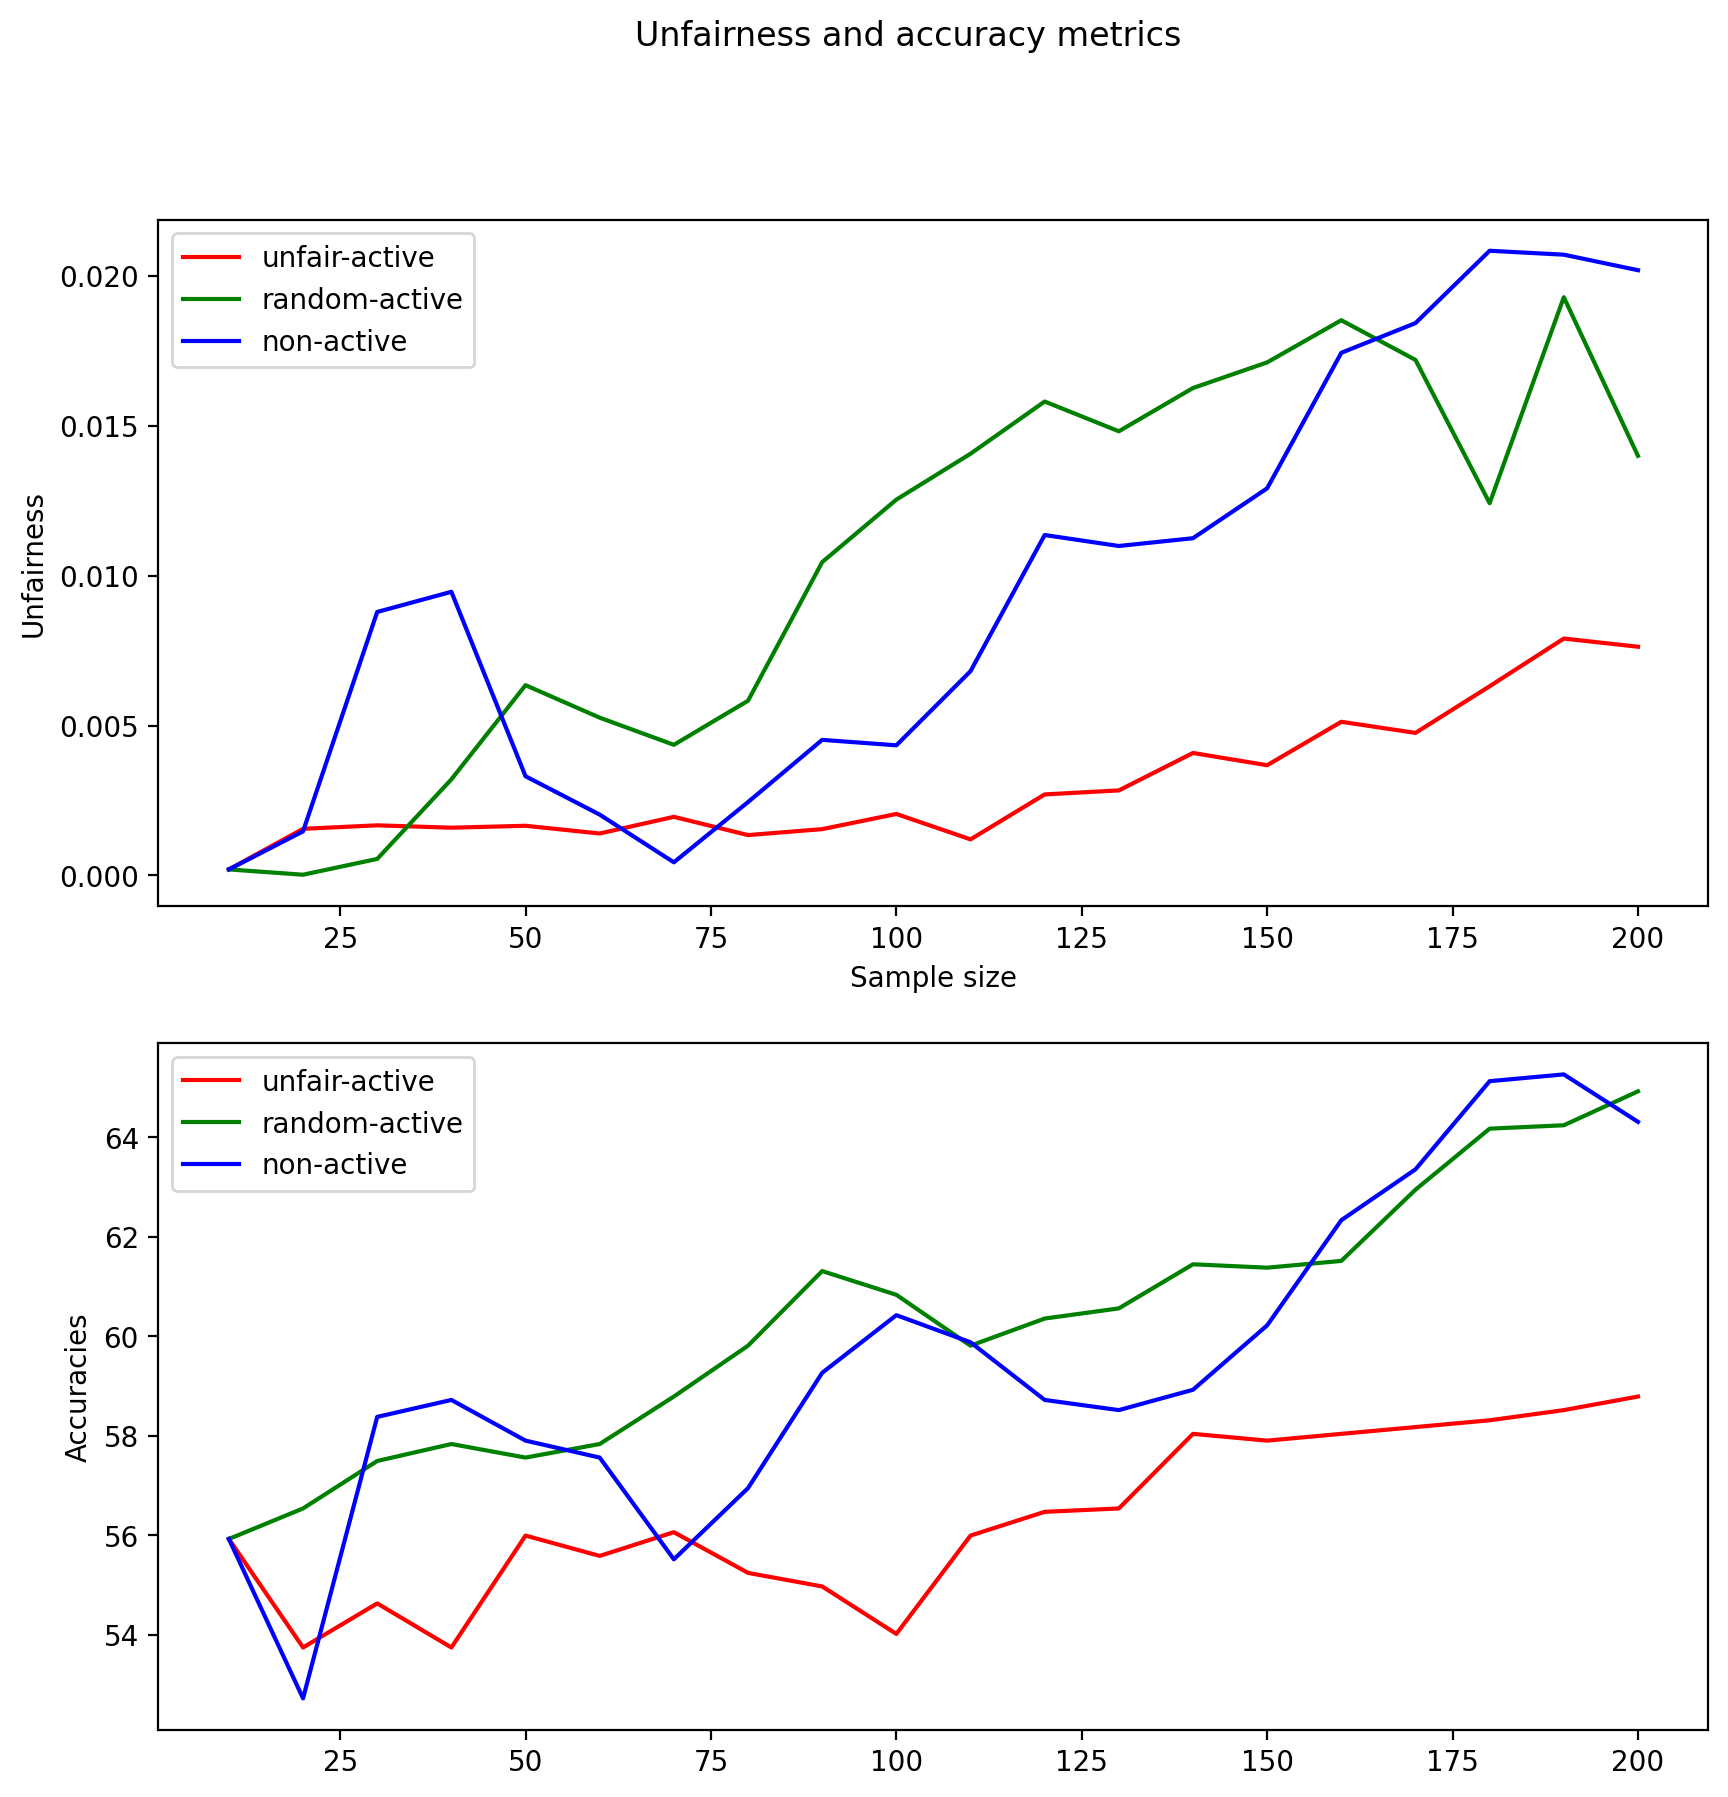 Unfairness and accuracy metrics
unfair-active
random-active
non-active
0.020
0.015
0.010
0.005
0.000
Unfairness
25 50 75 100 125 150 175 200
Sample size
unfair-active
random-active
non-active
64
62
60
58
56
54
Accuracies
25 50 75 100 125 150 175 200